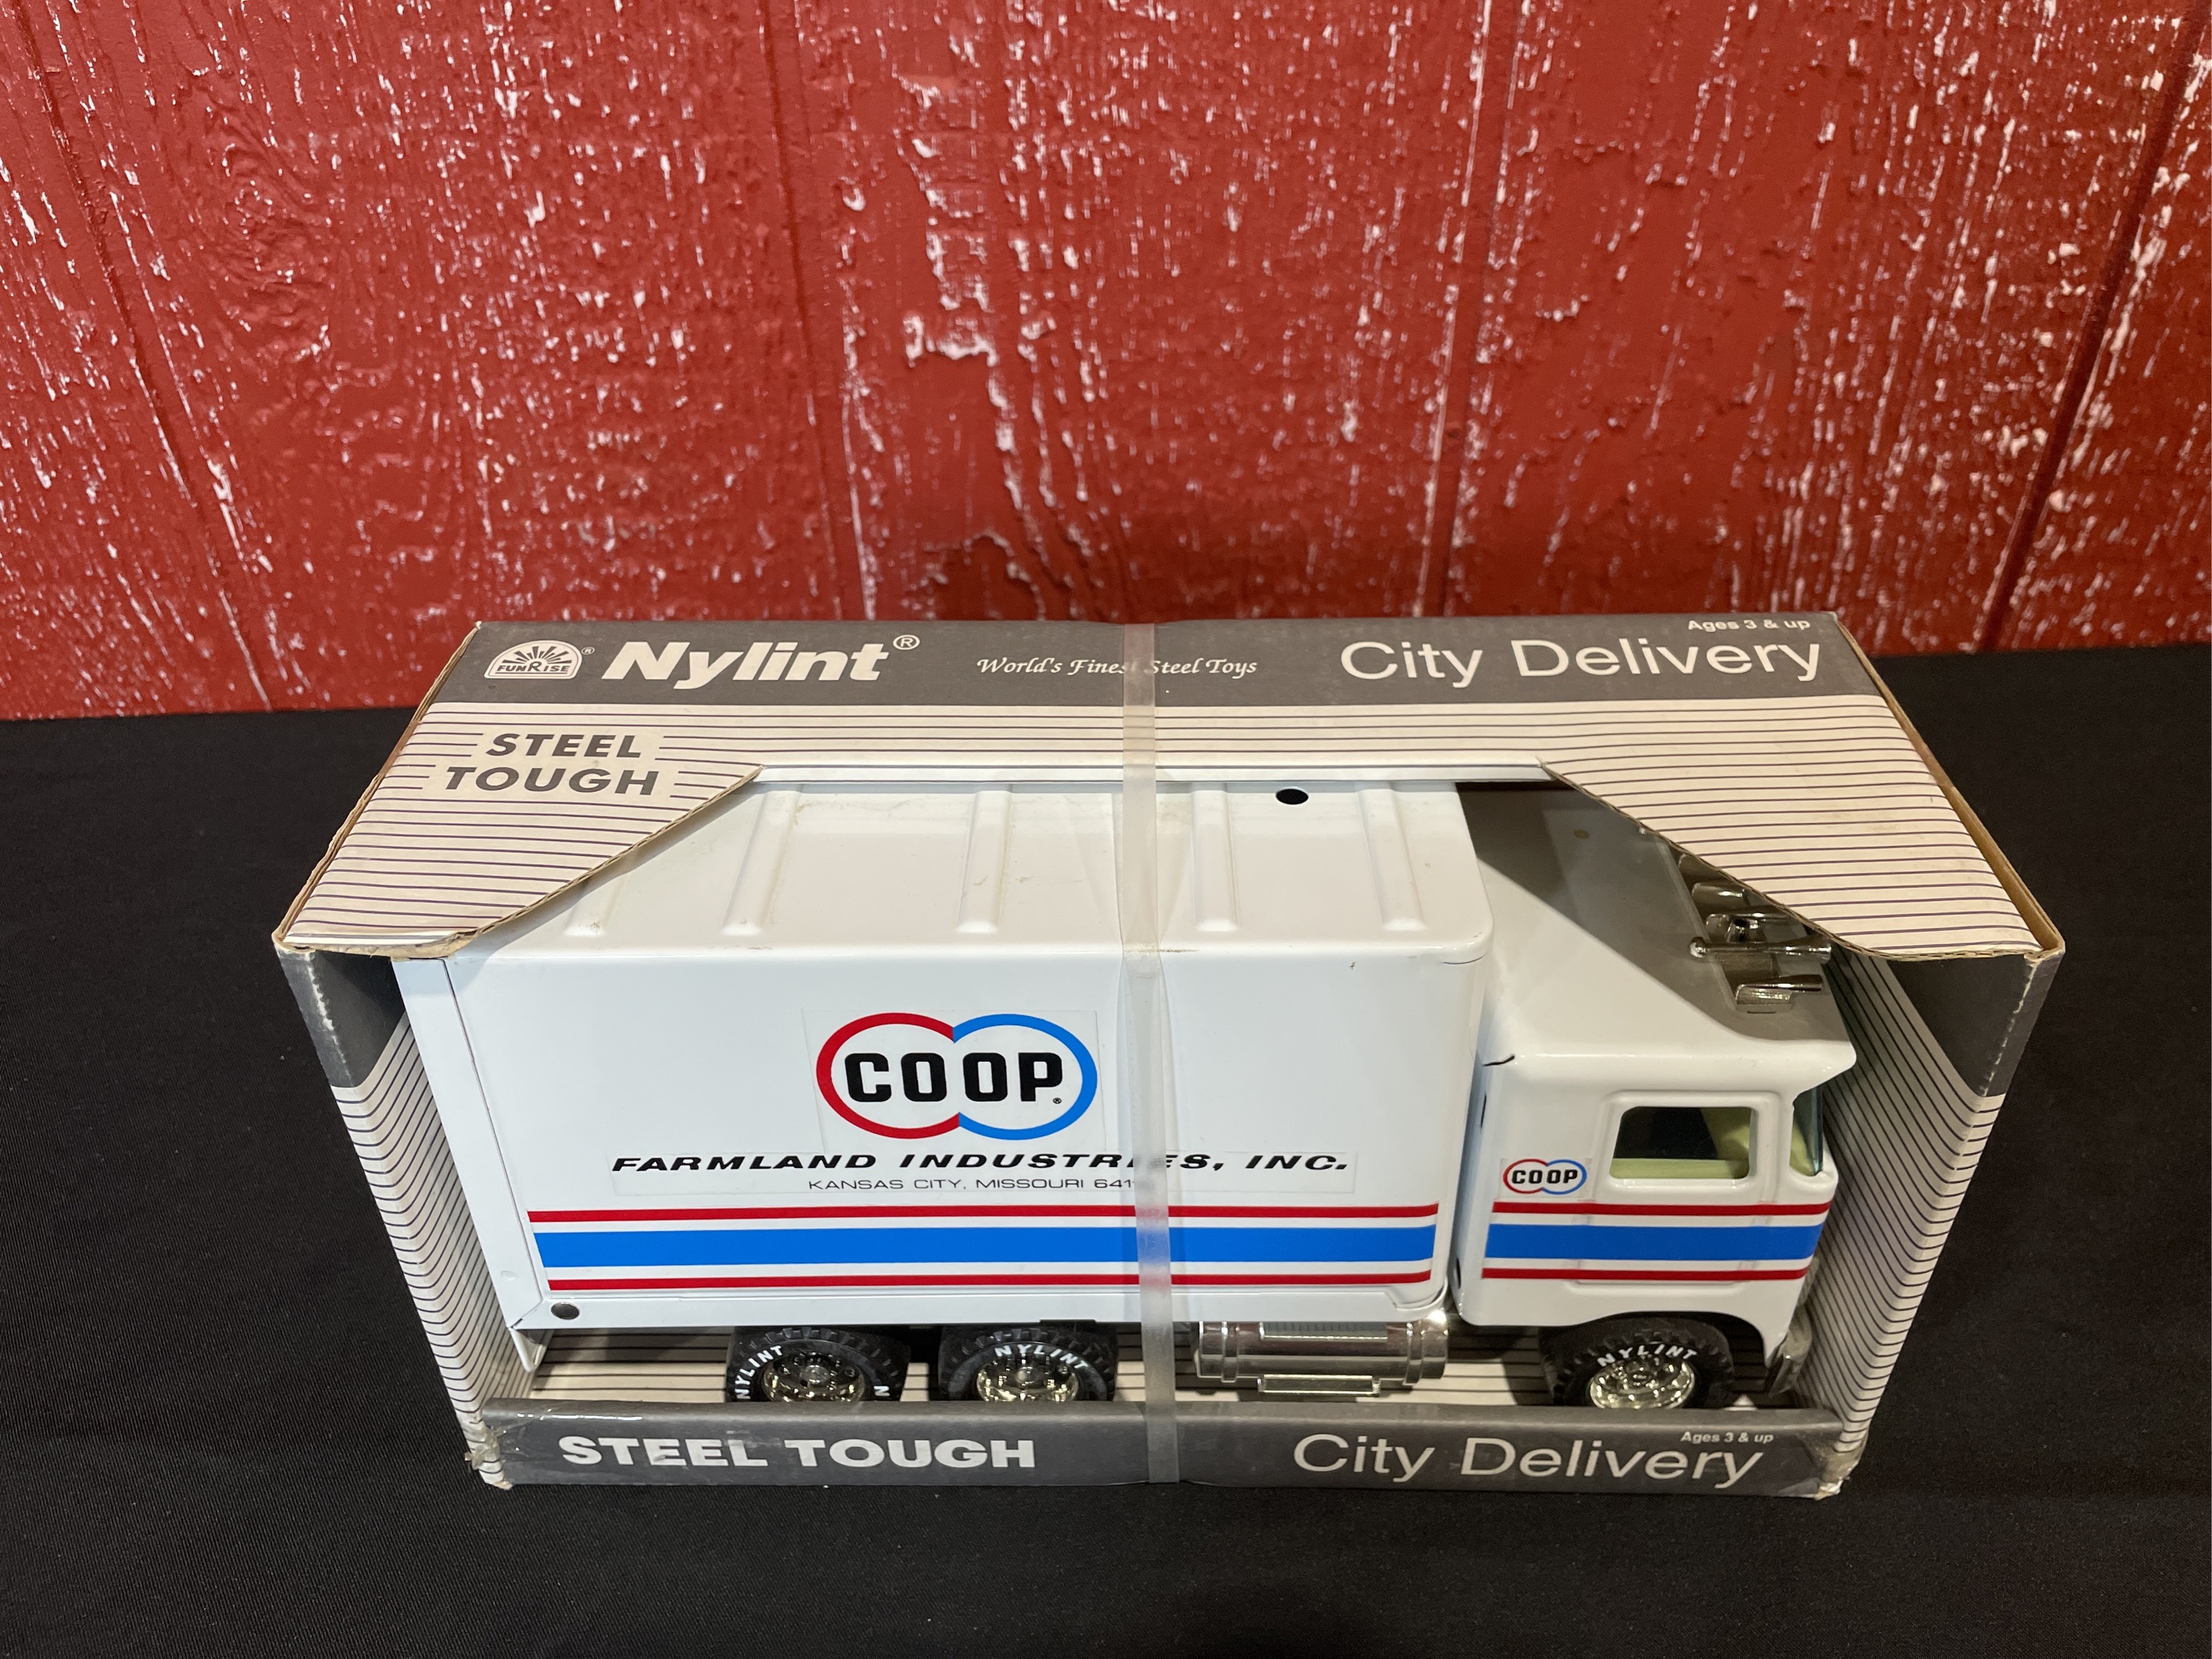 FUNRISE ® Nylint® World's Finest Steel Toys City Delivery
Ages 3 & up
STEEL
TOUGH
COOP®
FARMLAND INDUSTRIES, INC.
KANSAS CITY, MISSOURI
COOP
NYLINT
NYLINT
NYLINT
STEEL TOUGH
City Delivery
Ages 3 & up